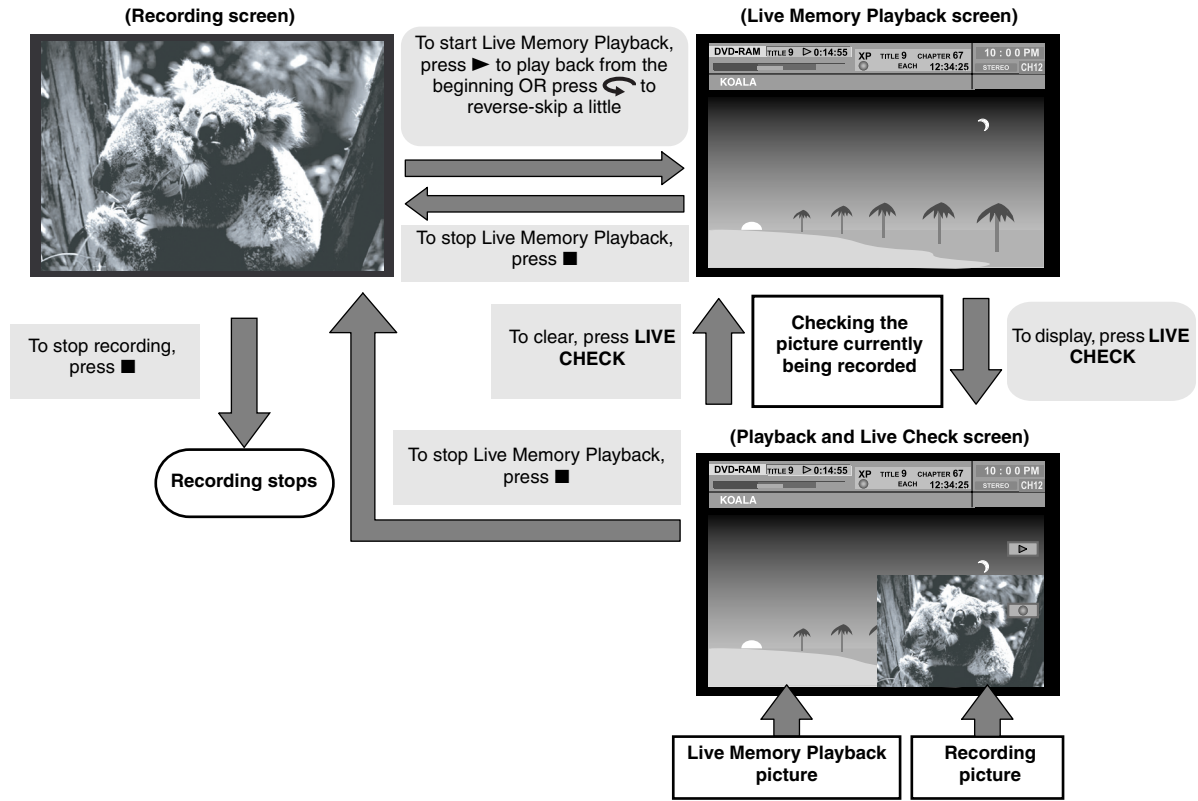 (Recording screen)
To start Live Memory Playback,
press ► to play back from the
beginning OR press to
reverse-skip a little
(Live Memory Playback screen)
DVD-RAM TITLE 9 ▷ 0:14:55
XP TITLE 9 CHAPTER 67
EACH 12:34:25
10 : 0 0 PM
STEREO CH12
KOALA
To stop Live Memory Playback,
press ■
To stop recording,
press ■
Recording stops
To clear, press LIVE
CHECK
Checking the
picture currently
being recorded
To display, press LIVE
CHECK
To stop Live Memory Playback,
press ■
(Playback and Live Check screen)
DVD-RAM TITLE 9 ▷ 0:14:55
XP TITLE 9 CHAPTER 67
EACH 12:34:25
10 : 0 0 PM
STEREO CH12
KOALA
Live Memory Playback
picture
Recording
picture